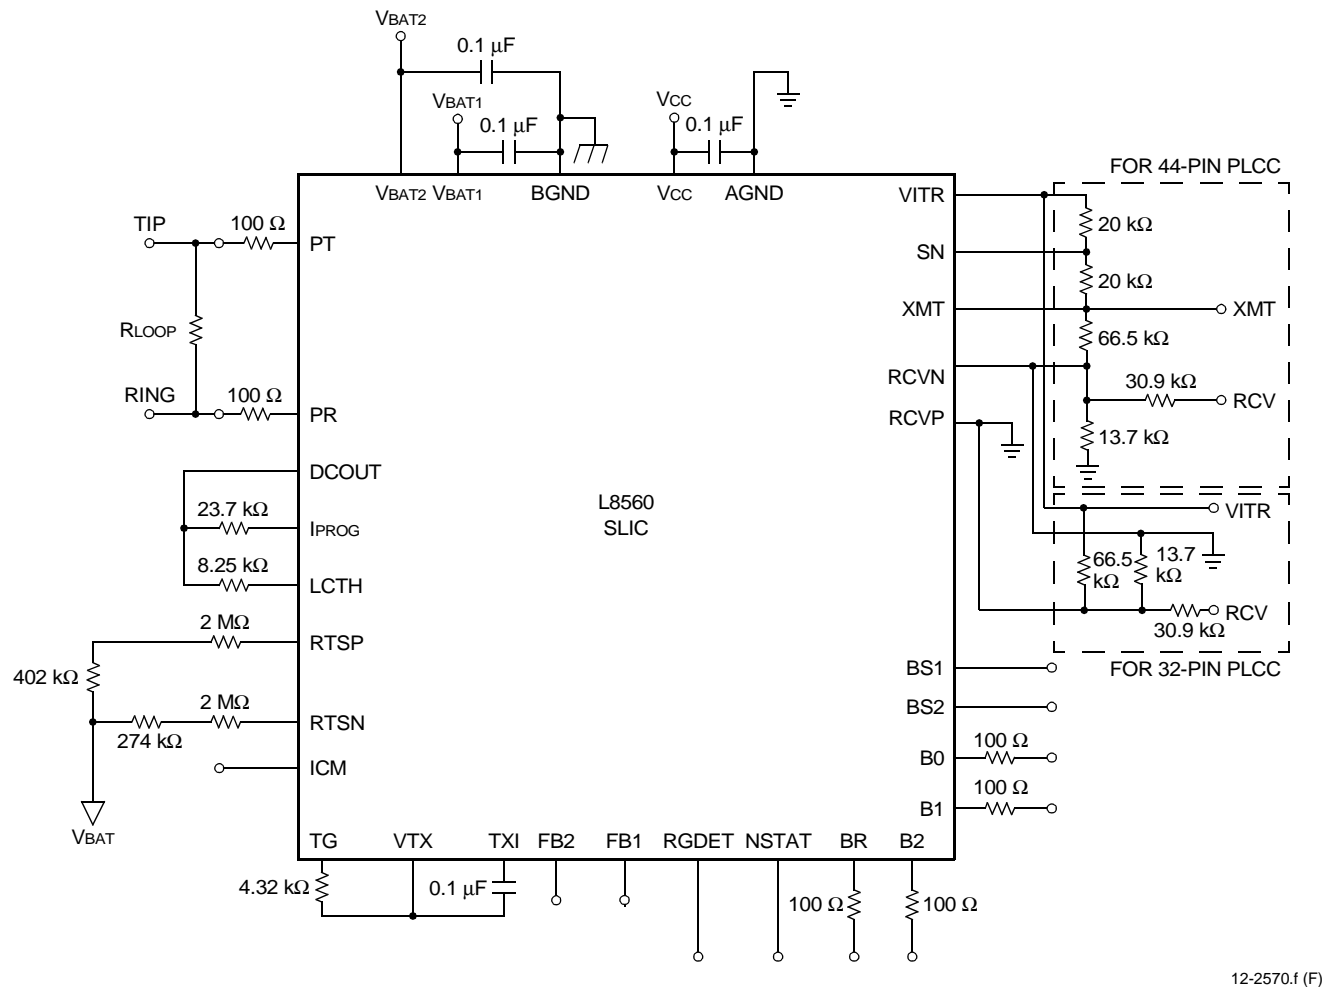 VBAT2
0.1 µF
VBAT1
0.1 µF
VCC
0.1 µF
FOR 44-PIN PLCC
VBAT2 VBAT1 BGND VCC AGND
VITR
20 kΩ
SN
20 kΩ
XMT
XMT
66.5 kΩ
RCVN
30.9 kΩ
RCV
RCVP
13.7 kΩ
TIP
100 Ω
PT
RLOOP
RING
100 Ω
PR
DCOUT
23.7 kΩ
IPROG
8.25 kΩ
LCTH
2 MΩ
RTSP
402 kΩ
2 MΩ
RTSN
274 kΩ
ICM
VBAT
L8560
SLIC
VITR
66.5
kΩ
13.7
kΩ
RCV
30.9 kΩ
FOR 32-PIN PLCC
BS1
BS2
B0
100 Ω
B1
100 Ω
TG VTX TXI FB2 FB1 RGDET NSTAT BR B2
4.32 kΩ
0.1 µF
100 Ω
100 Ω
12-2570.f (F)